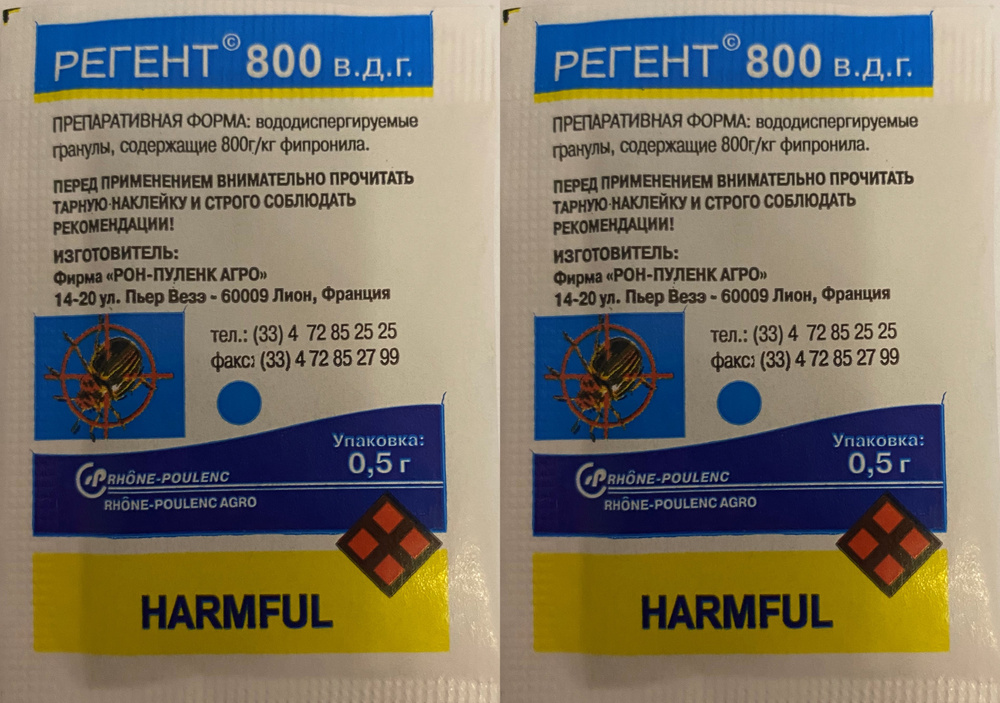 РЕГЕНТ© 800 в.д.г.
ПРЕПАРАТИВНАЯ ФОРМА: вододиспергируемые
гранулы, содержащие 800г/кг фипронила.
ПЕРЕД ПРИМЕНЕНИЕМ ВНИМАТЕЛЬНО ПРОЧИТАТЬ
ТАРНУЮ НАКЛЕЙКУ И СТРОГО СОБЛЮДАТЬ
РЕКОМЕНДАЦИИ!
ИЗГОТОВИТЕЛЬ:
Фирма «РОН-ПУЛЕНК АГРО»
14-20 ул. Пьер Везэ - 60009 Лион, Франция
тел.: (33) 4 72 85 25 25
факс: (33) 4 72 85 27 99
Упаковка:
0,5 г
RHÔNE-POULENC
RHÔNE-POULENC AGRO
HARMFUL
РЕГЕНТ© 800 в.д.г.
ПРЕПАРАТИВНАЯ ФОРМА: вододиспергируемые
гранулы, содержащие 800г/кг фипронила.
ПЕРЕД ПРИМЕНЕНИЕМ ВНИМАТЕЛЬНО ПРОЧИТАТЬ
ТАРНУЮ НАКЛЕЙКУ И СТРОГО СОБЛЮДАТЬ
РЕКОМЕНДАЦИИ!
ИЗГОТОВИТЕЛЬ:
Фирма «РОН-ПУЛЕНК АГРО»
14-20 ул. Пьер Везэ - 60009 Лион, Франция
тел.: (33) 4 72 85 25 25
факс: (33) 4 72 85 27 99
Упаковка:
0,5 г
RHÔNE-POULENC
RHÔNE-POULENC AGRO
HARMFUL